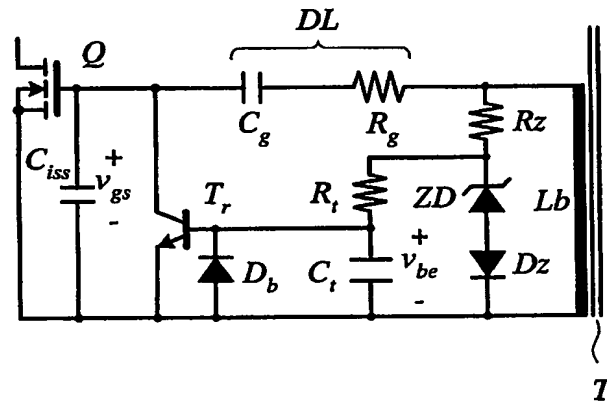 DL
Q
C_g
R_g
Rz
C_iss
+
v_gs
-
T_r
R_t
ZD
Lb
D_b
C_t
+
v_be
-
Dz
T